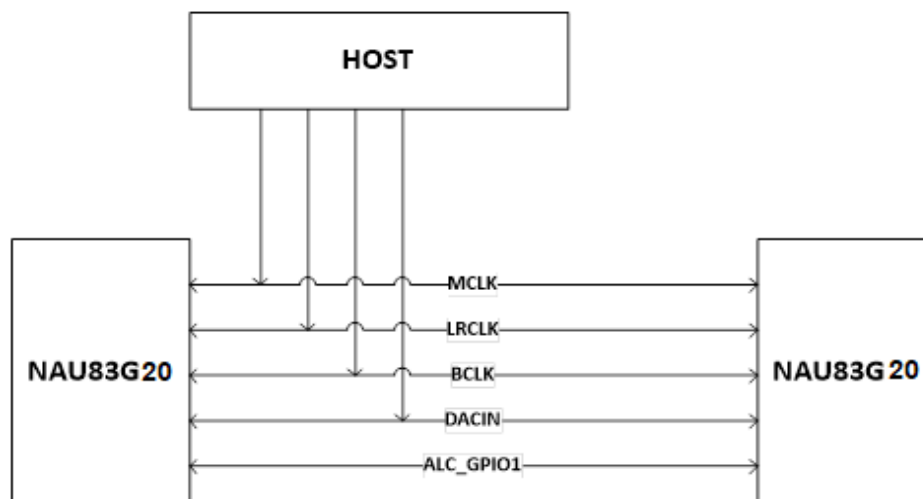 HOST
MCLK
LRCLK
NAU83G20
BCLK
NAU83G20
DACIN
ALC_GPIO1